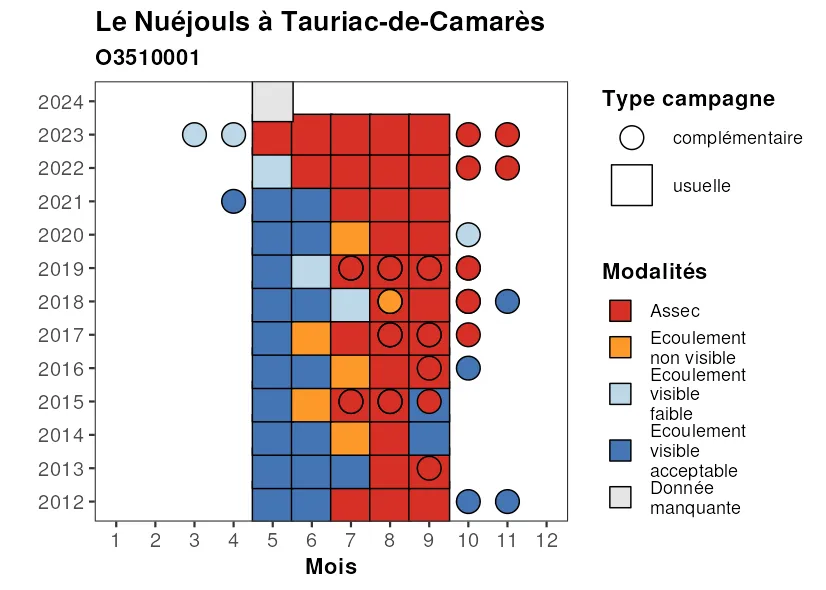 Le Nuéjouls à Tauriac-de-Camarès
O3510001
2024
2023
2022
2021
2020
2019
2018
2017
2016
2015
2014
2013
2012
1 2 3 4 5 6 7 8 9 10 11 12
Mois
Type campagne
complémentaire
usuelle
Modalités
Assec
Ecoulement
non visible
Ecoulement
visible
faible
Ecoulement
visible
acceptable
Donnée
manquante